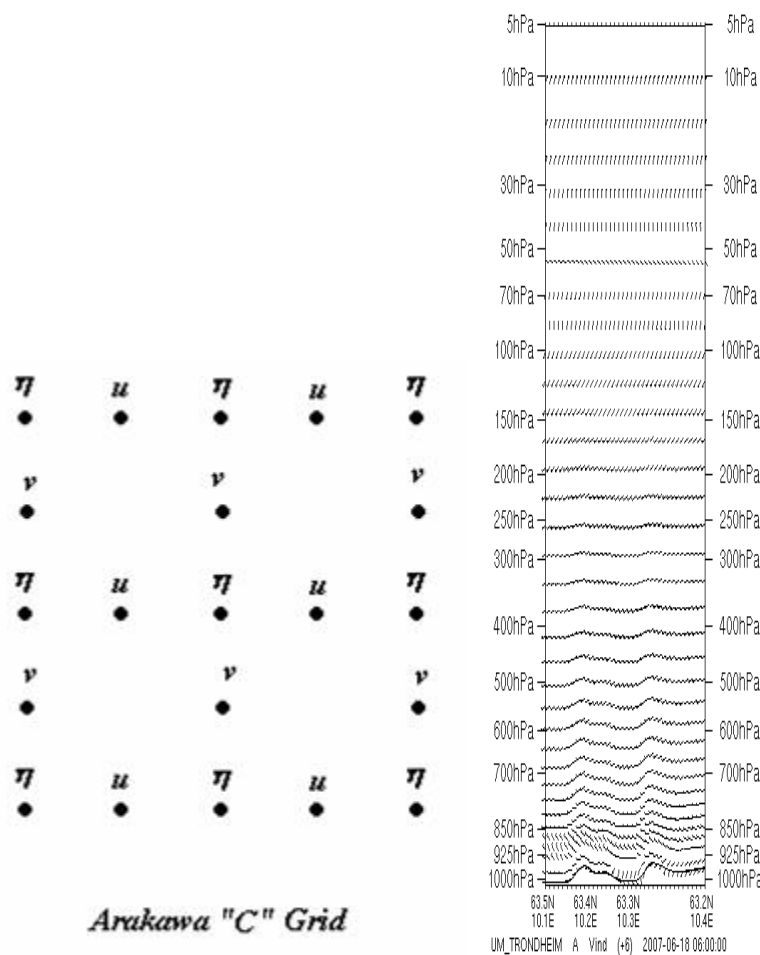 η u η u η
v v v
η u η u η
v v v
η u η u η
Arakawa "C" Grid
5hPa 5hPa
10hPa 10hPa
30hPa 30hPa
50hPa 50hPa
70hPa 70hPa
100hPa 100hPa
150hPa 150hPa
200hPa 200hPa
250hPa 250hPa
300hPa 300hPa
400hPa 400hPa
500hPa 500hPa
600hPa 600hPa
700hPa 700hPa
850hPa 850hPa
925hPa 925hPa
1000hPa 1000hPa
63.5N 63.4N 63.3N 63.2N
10.1E 10.2E 10.3E 10.4E
UM_TRONDHEIM A Vind (+6) 2007-06-18 06:00:00